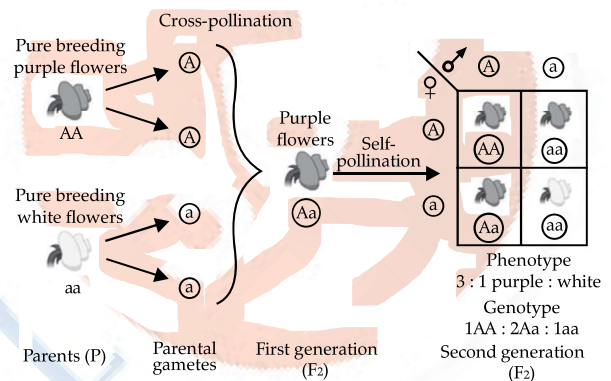 Cross-pollination
Pure breeding
purple flowers
AA
A
A
Pure breeding
white flowers
aa
a
a
Purple
flowers
Aa
Self-
pollination
♂
♀
A
a
A
a
AA
aa
Aa
aa
Phenotype
3 : 1 purple : white
Genotype
1AA : 2Aa : 1aa
Parents (P)
Parental
gametes
First generation
(F₂)
Second generation
(F₂)